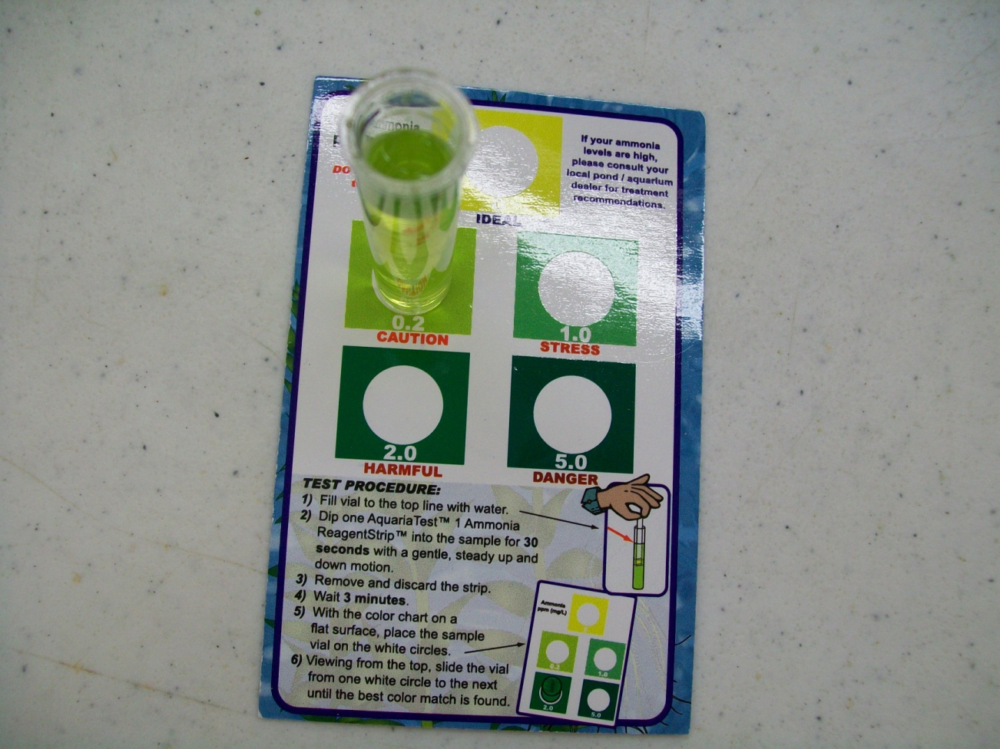 If your ammonia
levels are high,
please consult your
local pond / aquarium
dealer for treatment
recommendations.
IDEAL
0.2
CAUTION
1.0
STRESS
2.0
HARMFUL
5.0
DANGER
TEST PROCEDURE:
1) Fill vial to the top line with water.
2) Dip one AquariaTest™ 1 Ammonia
ReagentStrip™ into the sample for 30
seconds with a gentle, steady up and
down motion.
3) Remove and discard the strip.
4) Wait 3 minutes.
5) With the color chart on a
flat surface, place the sample
vial on the white circles.
6) Viewing from the top, slide the vial
from one white circle to the next
until the best color match is found.
Ammonia
ppm (mg/L)
0.2
1.0
2.0
5.0